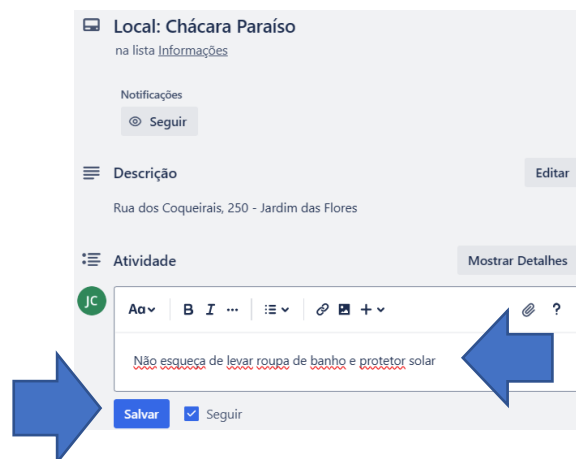 Local: Chácara Paraíso
na lista Informações
Notificações
Seguir
Descrição
Editar
Rua dos Coqueirais, 250 - Jardim das Flores
Atividade
Mostrar Detalhes
JC
Aa B I ... + ?
Não esqueça de levar roupa de banho e protetor solar
Salvar
Seguir